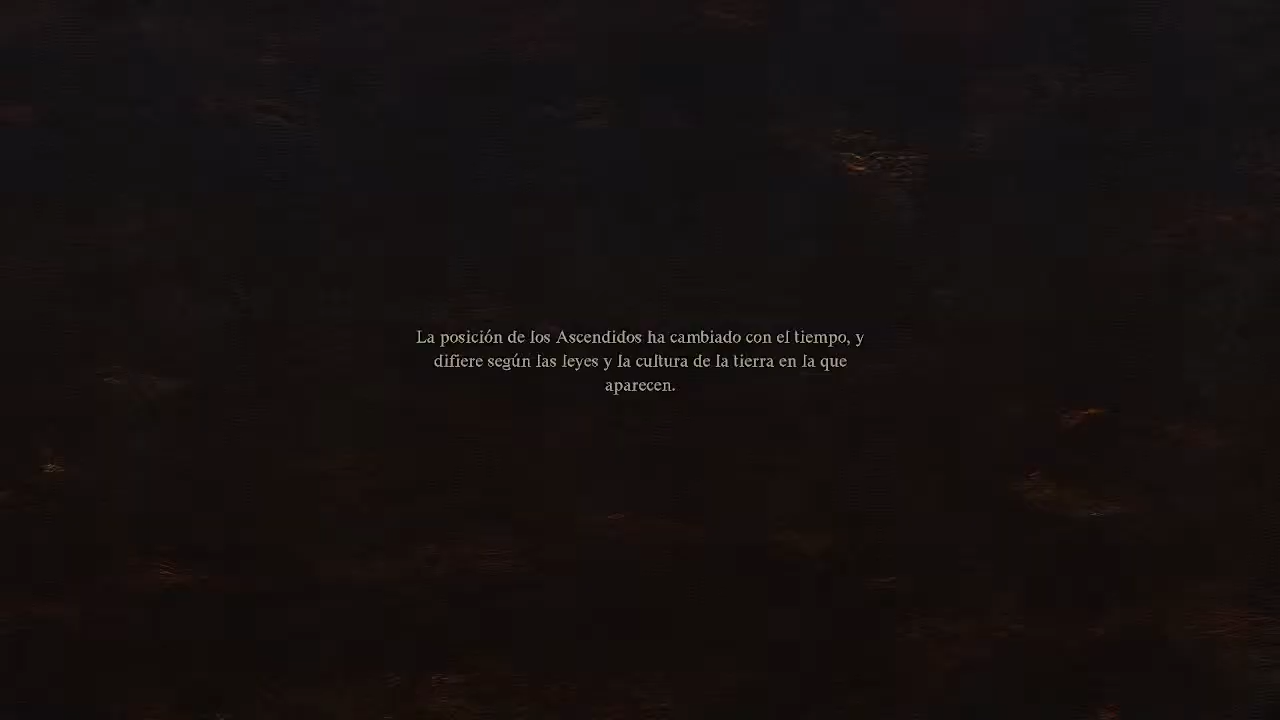 La posición de los Ascendidos ha cambiado con el tiempo, y
difiere según las leyes y la cultura de la tierra en la que
aparecen.